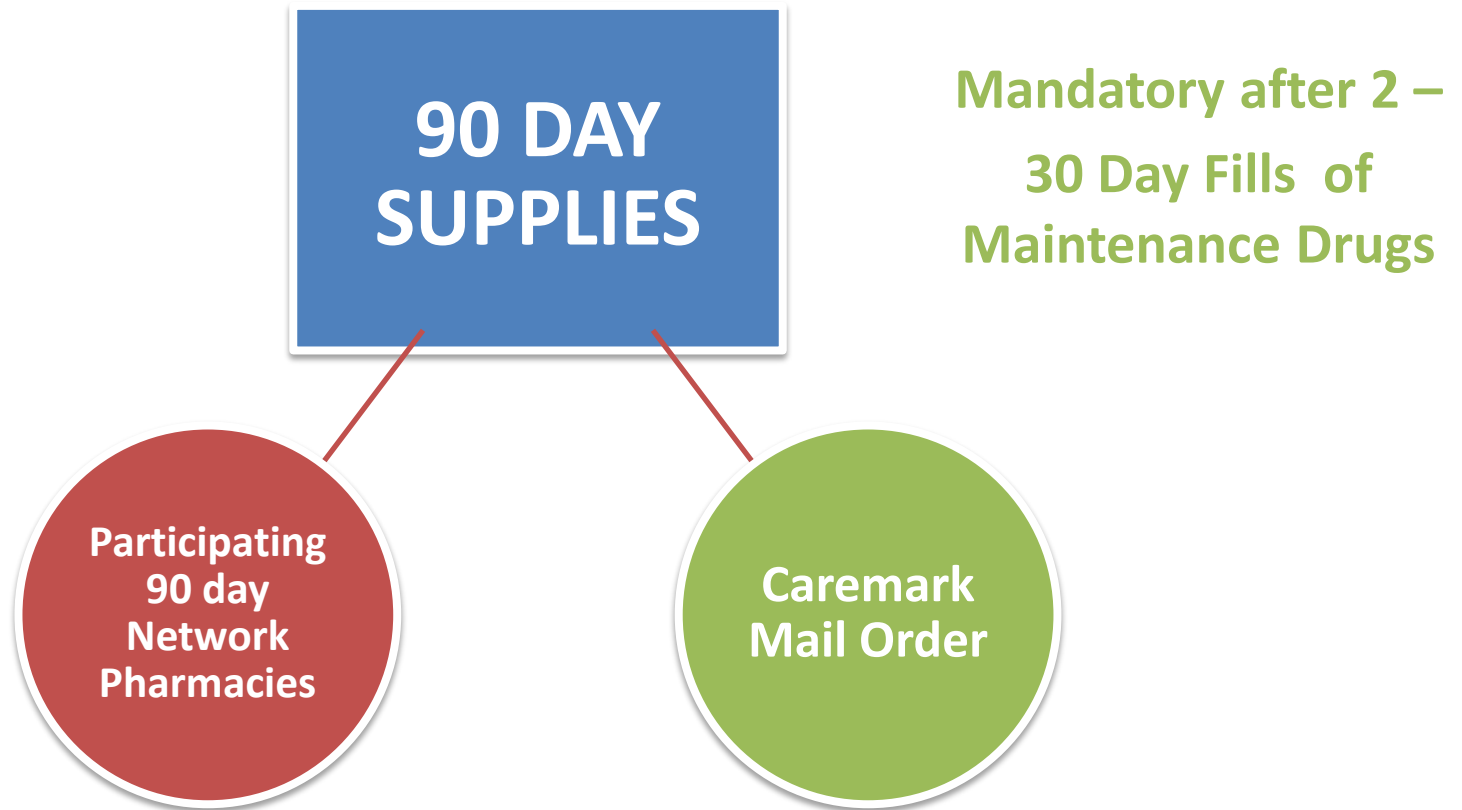 90 DAY
SUPPLIES
Mandatory after 2 –
30 Day Fills  of
Maintenance Drugs
Participating
90 day
Network
Pharmacies
Caremark
Mail Order